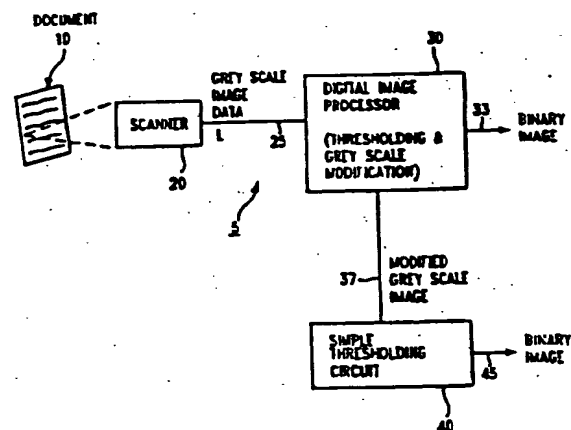 DOCUMENT
10
SCANNER
20
GREY SCALE
IMAGE
DATA
L
25
5
30
DIGITAL IMAGE
PROCESSOR
(THRESHOLDING &
GREY SCALE
MODIFICATION)
33
BINARY
IMAGE
37
MODIFIED
GREY SCALE
IMAGE
SIMPLE
THRESHOLDING
CIRCUIT
45
BINARY
IMAGE
40